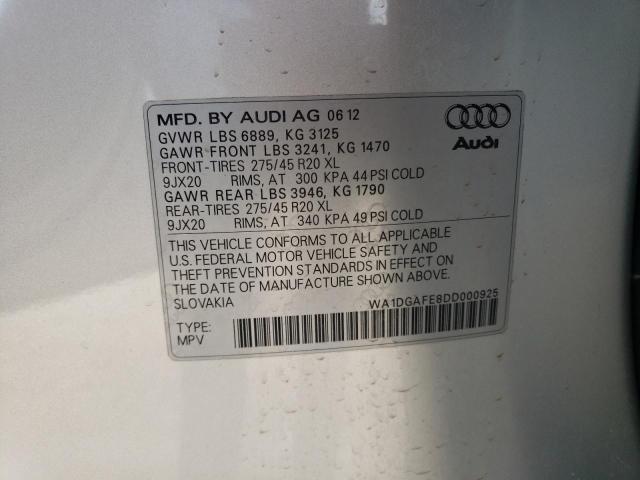 MFD. BY AUDI AG 06 12
GVWR LBS 6889, KG 3125
GAWR-FRONT LBS 3241, KG 1470
FRONT-TIRES 275/45 R20 XL
9JX20 RIMS, AT 300 KPA 44 PSI COLD
GAWR REAR LBS 3946, KG 1790
REAR-TIRES 275/45 R20 XL
9JX20 RIMS, AT 340 KPA 49 PSI COLD
Audi
THIS VEHICLE CONFORMS TO ALL APPLICABLE
U.S. FEDERAL MOTOR VEHICLE SAFETY AND
THEFT PREVENTION STANDARDS IN EFFECT ON
THE DATE OF MANUFACTURE SHOWN ABOVE.
SLOVAKIA WA1DGAFE8DD000925
TYPE:
MPV